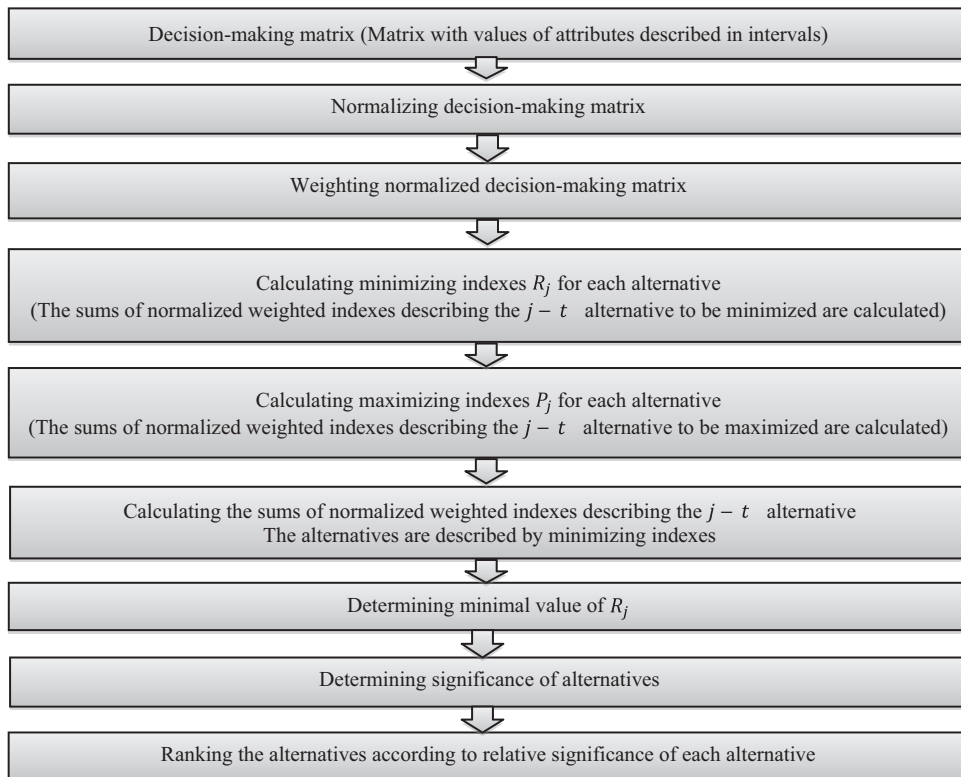 Decision-making matrix (Matrix with values of attributes described in intervals)
Normalizing decision-making matrix
Weighting normalized decision-making matrix
Calculating minimizing indexes R_j for each alternative
(The sums of normalized weighted indexes describing the j − t alternative to be minimized are calculated)
Calculating maximizing indexes P_j for each alternative
(The sums of normalized weighted indexes describing the j − t alternative to be maximized are calculated)
Calculating the sums of normalized weighted indexes describing the j − t alternative
The alternatives are described by minimizing indexes
Determining minimal value of R_j
Determining significance of alternatives
Ranking the alternatives according to relative significance of each alternative